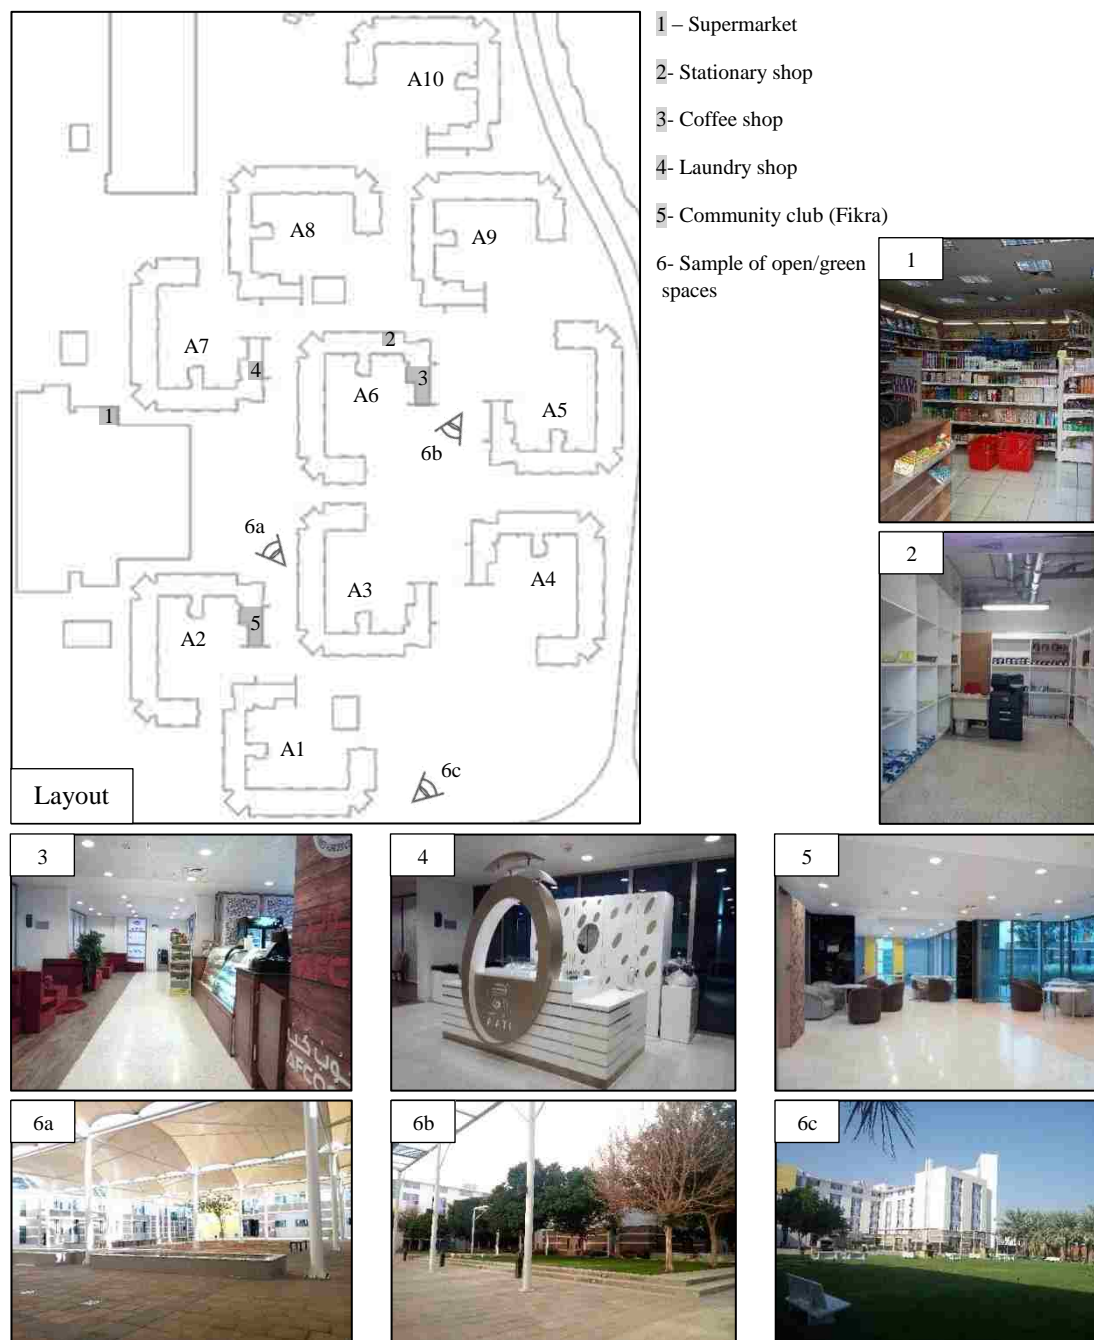 1 – Supermarket
2- Stationary shop
3- Coffee shop
4- Laundry shop
5- Community club (Fikra)
6- Sample of open/green
spaces
A10
A8
A9
A7
2
4
3
A6
A5
1
6b
6a
A4
A3
5
A2
A1
6c
Layout
1
2
3
4
5
6a
6b
6c